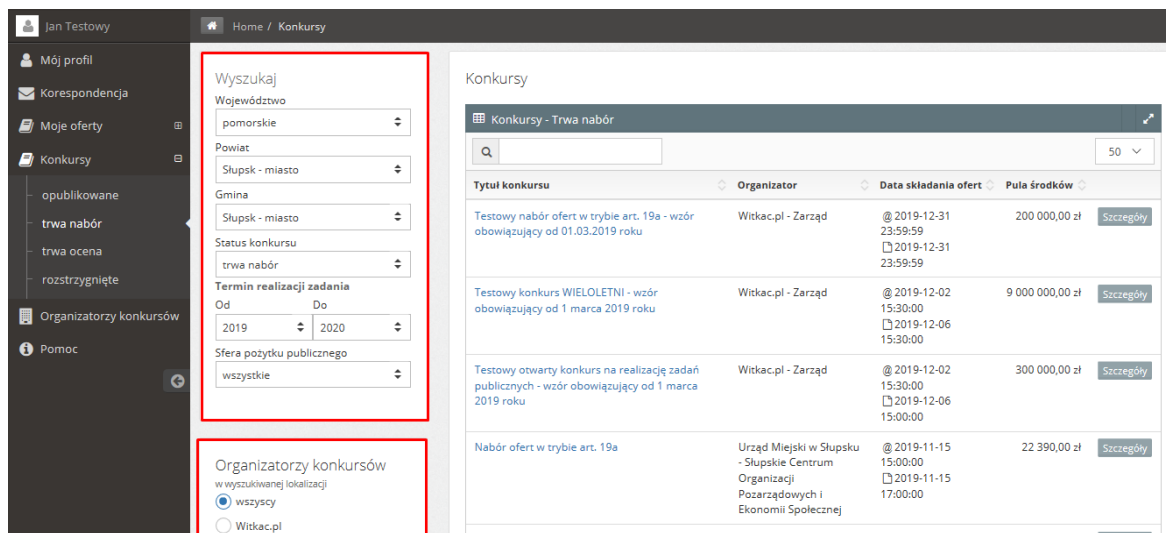 Jan Testowy
Home / Konkursy
Mój profil
Korespondencja
Moje oferty
Konkursy
opublikowane
trwa nabór
trwa ocena
rozstrzygnięte
Organizatorzy konkursów
Pomoc
Wyszukaj
Województwo
pomorskie
Powiat
Słupsk - miasto
Gmina
Słupsk - miasto
Status konkursu
trwa nabór
Termin realizacji zadania
Od Do
2019 2020
Sfera pożytku publicznego
wszystkie
Organizatorzy konkursów
w wyszukiwanej lokalizacji
wszyscy
Witkac.pl
Konkursy
Konkursy - Trwa nabór
50
Tytuł konkursu Organizator Data składania ofert Pula środków
Testowy nabór ofert w trybie art. 19a - wzór
obowiązujący od 01.03.2019 roku
Witkac.pl - Zarząd
@ 2019-12-31
23:59:59
2019-12-31
23:59:59
200 000,00 zł
Szczegóły
Testowy konkurs WIELOLETNI - wzór
obowiązujący od 1 marca 2019 roku
Witkac.pl - Zarząd
@ 2019-12-02
15:30:00
2019-12-06
15:30:00
9 000 000,00 zł
Szczegóły
Testowy otwarty konkurs na realizację zadań
publicznych - wzór obowiązujący od 1 marca
2019 roku
Witkac.pl - Zarząd
@ 2019-12-02
15:30:00
2019-12-06
15:00:00
300 000,00 zł
Szczegóły
Nabór ofert w trybie art. 19a
Urząd Miejski w Słupsku
- Słupskie Centrum
Organizacji
Pozarządowych i
Ekonomii Społecznej
@ 2019-11-15
15:00:00
2019-11-15
17:00:00
22 390,00 zł
Szczegóły